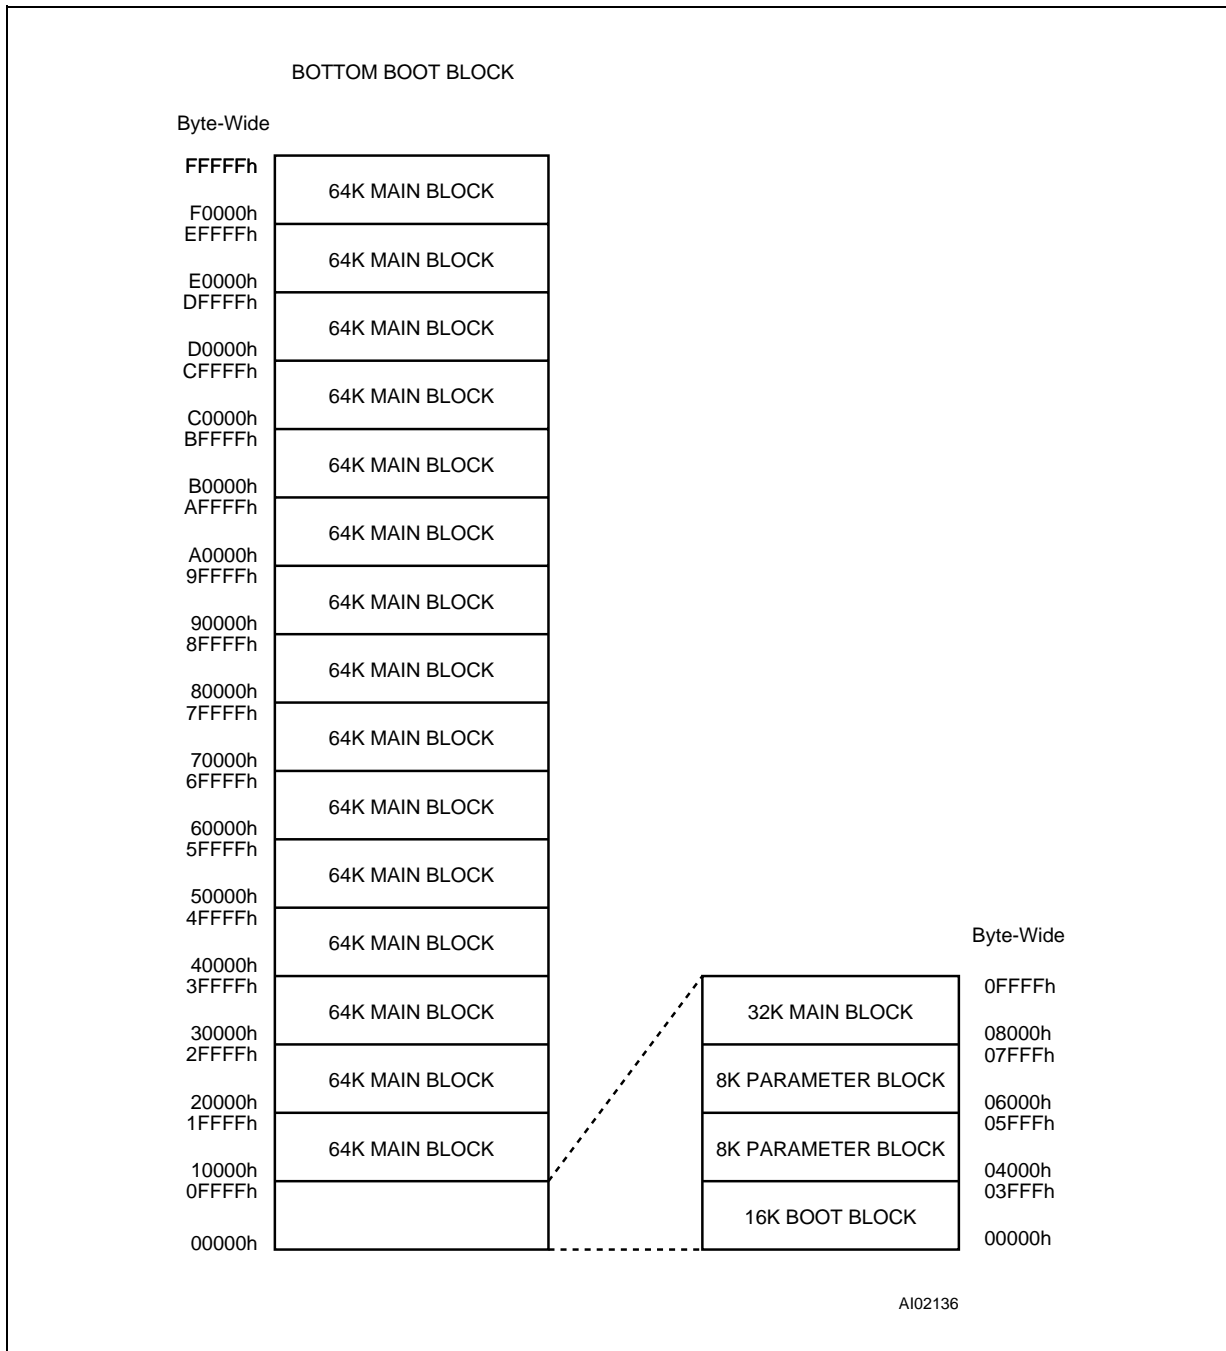 BOTTOM BOOT BLOCK
Byte-Wide
FFFFFh
64K MAIN BLOCK
F0000h
EFFFFh
64K MAIN BLOCK
E0000h
DFFFFh
64K MAIN BLOCK
D0000h
CFFFFh
64K MAIN BLOCK
C0000h
BFFFFh
64K MAIN BLOCK
B0000h
AFFFFh
64K MAIN BLOCK
A0000h
9FFFFh
64K MAIN BLOCK
90000h
8FFFFh
64K MAIN BLOCK
80000h
7FFFFh
64K MAIN BLOCK
70000h
6FFFFh
64K MAIN BLOCK
60000h
5FFFFh
64K MAIN BLOCK
50000h
4FFFFh
64K MAIN BLOCK
40000h
3FFFFh
64K MAIN BLOCK
30000h
2FFFFh
64K MAIN BLOCK
20000h
1FFFFh
64K MAIN BLOCK
10000h
0FFFFh
00000h
Byte-Wide
0FFFFh
32K MAIN BLOCK
08000h
07FFFh
8K PARAMETER BLOCK
06000h
05FFFh
8K PARAMETER BLOCK
04000h
03FFFh
16K BOOT BLOCK
00000h
AI02136